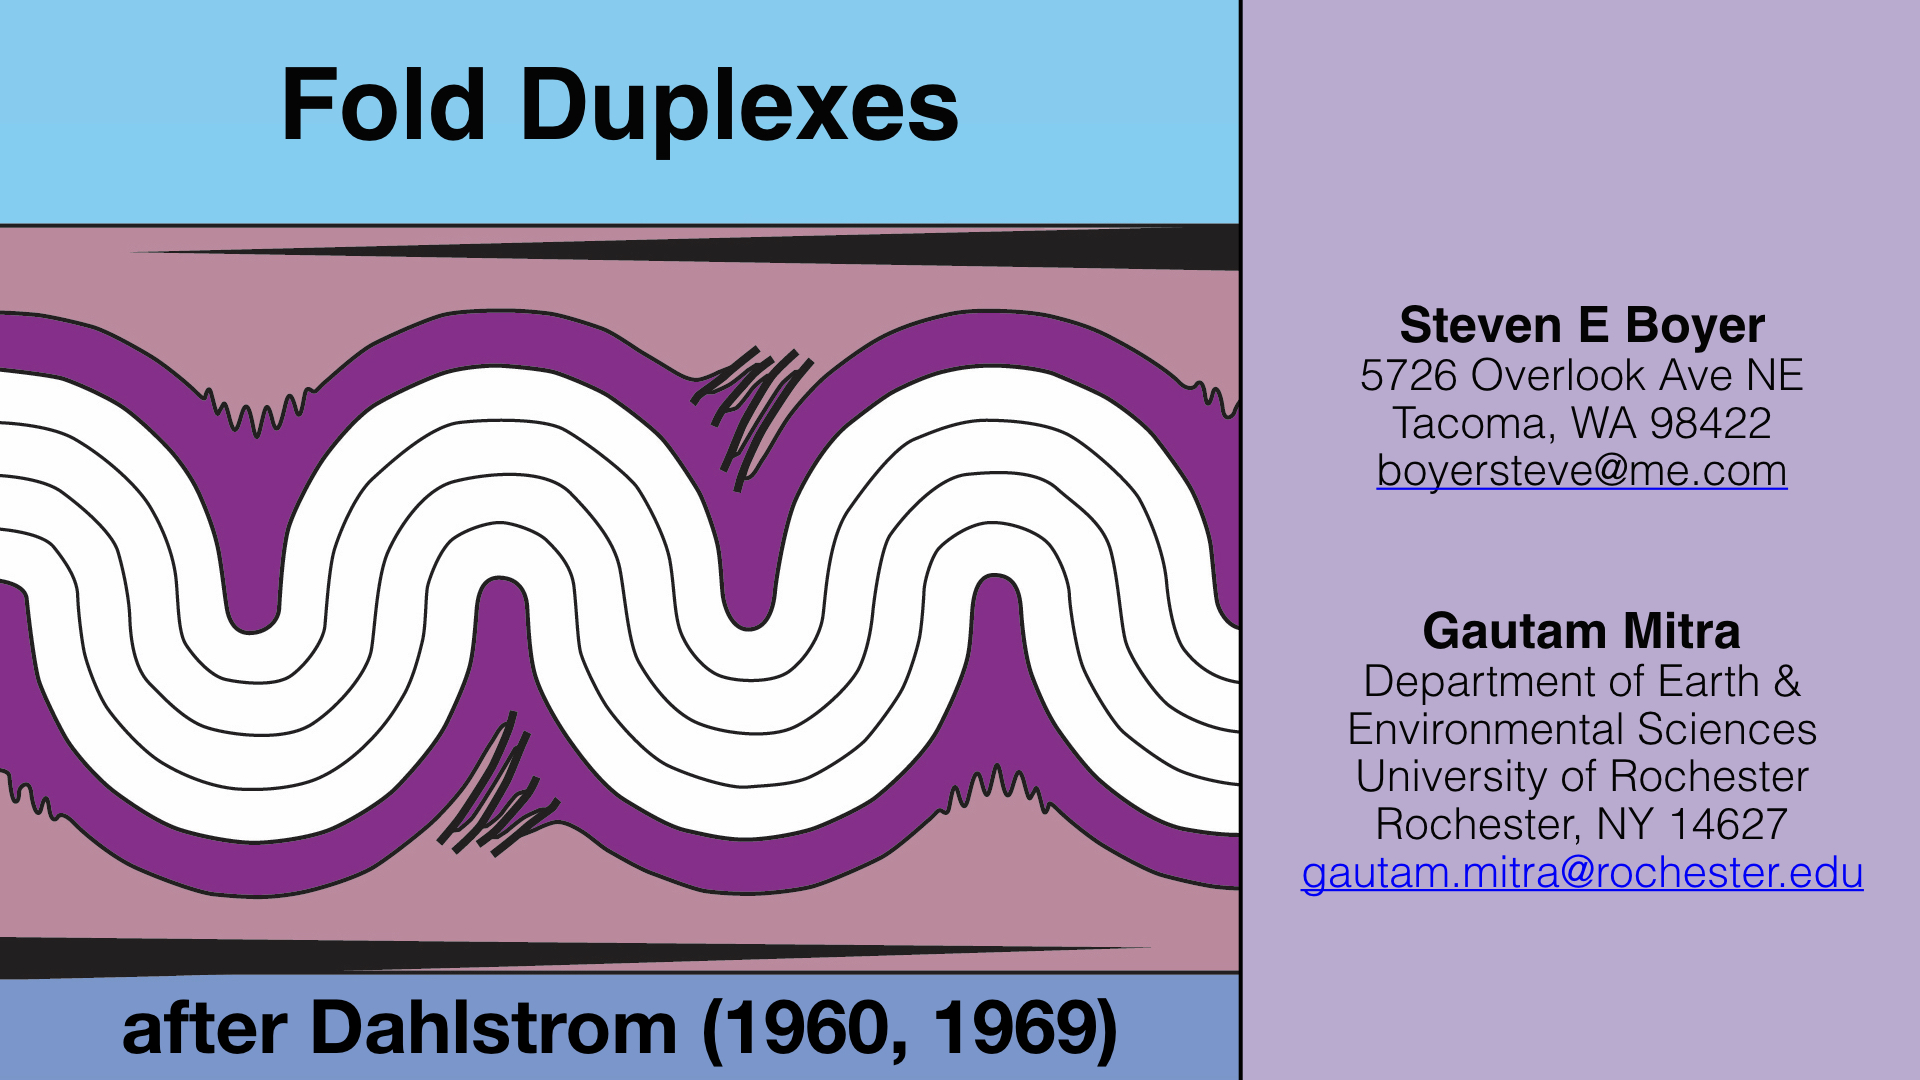 Fold Duplexes
after Dahlstrom (1960, 1969)
Steven E Boyer
5726 Overlook Ave NE
Tacoma, WA 98422
boyersteve@me.com
Gautam Mitra
Department of Earth &
Environmental Sciences
University of Rochester
Rochester, NY 14627
gautam.mitra@rochester.edu